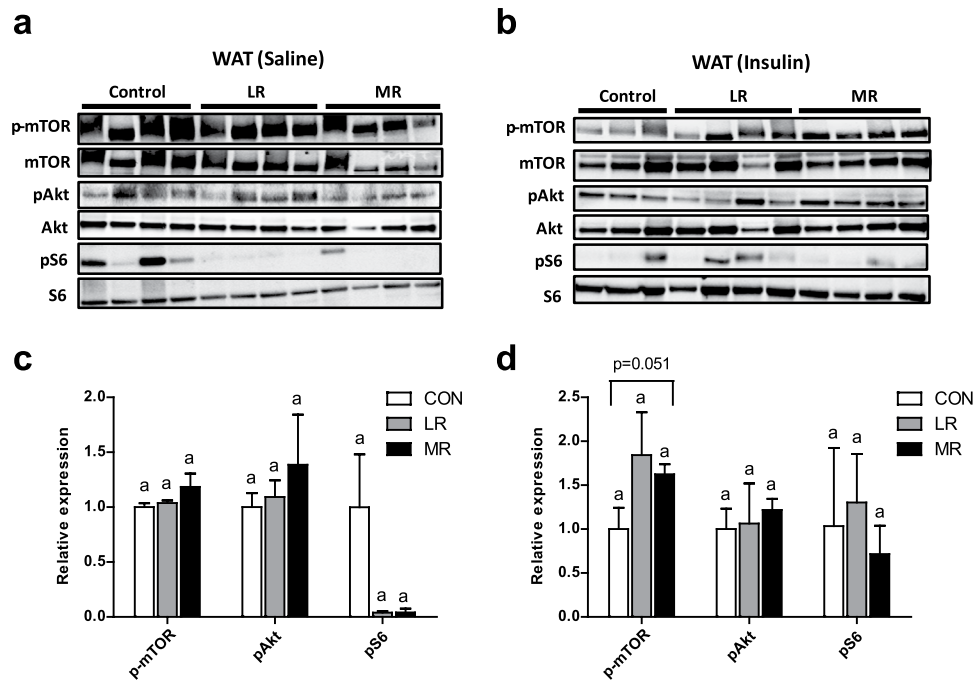 a
WAT (Saline)
Control LR MR
p-mTOR
mTOR
pAkt
Akt
pS6
S6
b
WAT (Insulin)
Control LR MR
p-mTOR
mTOR
pAkt
Akt
pS6
S6
c
2.0
1.5
1.0
0.5
0.0
Relative expression
a a a
a a a
a a a
p-mTOR
pAkt
pS6
CON
LR
MR
d
p=0.051
2.5
2.0
1.5
1.0
0.5
0.0
Relative expression
a a a
a a a
a a a
p-mTOR
pAkt
pS6
CON
LR
MR